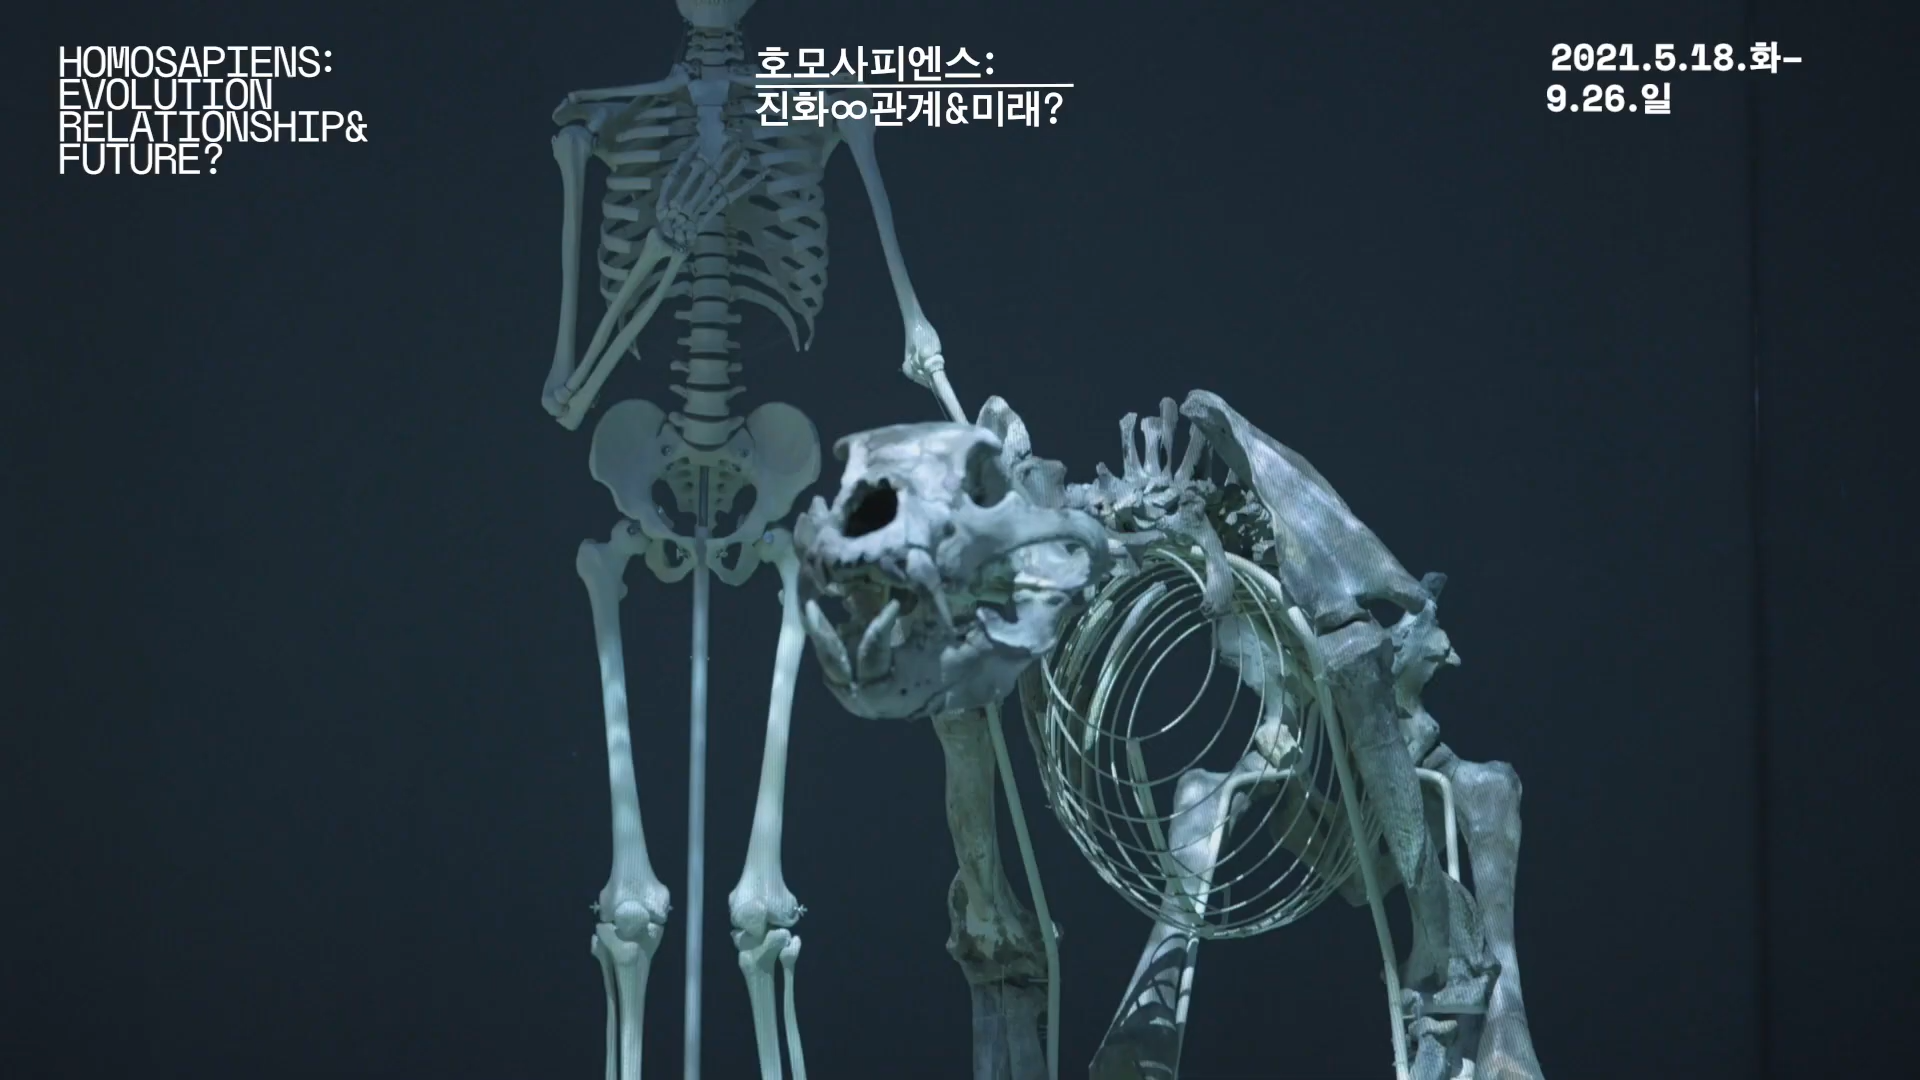 HOMOSAPIENS:
EVOLUTION
RELATIONSHIP&
FUTURE?
호모사피엔스:
진화∞관계&미래?
2021.5.18.화–
9.26.일